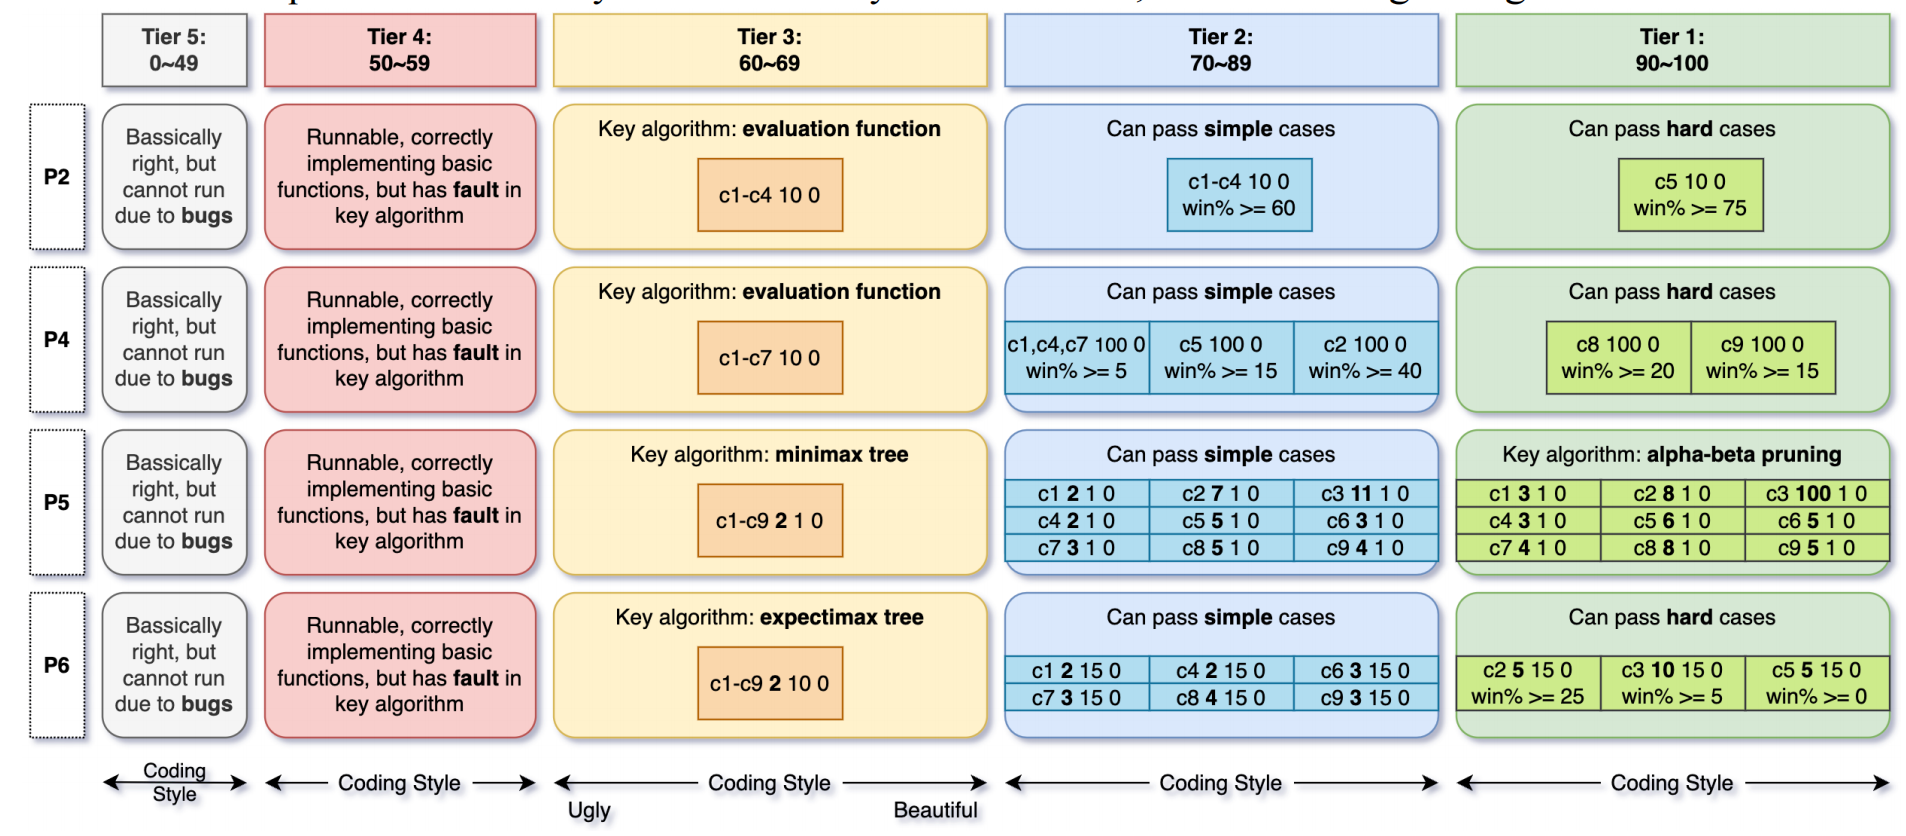 Tier 5:
0~49
Tier 4:
50~59
Tier 3:
60~69
Tier 2:
70~89
Tier 1:
90~100
P2
Bassically
right, but
cannot run
due to bugs
Runnable, correctly
implementing basic
functions, but has fault in
key algorithm
Key algorithm: evaluation function
c1-c4 10 0
Can pass simple cases
c1-c4 10 0
win% >= 60
Can pass hard cases
c5 10 0
win% >= 75
P4
Bassically
right, but
cannot run
due to bugs
Runnable, correctly
implementing basic
functions, but has fault in
key algorithm
Key algorithm: evaluation function
c1-c7 10 0
Can pass simple cases
c1,c4,c7 100 0
win% >= 5
c5 100 0
win% >= 15
c2 100 0
win% >= 40
Can pass hard cases
c8 100 0
win% >= 20
c9 100 0
win% >= 15
P5
Bassically
right, but
cannot run
due to bugs
Runnable, correctly
implementing basic
functions, but has fault in
key algorithm
Key algorithm: minimax tree
c1-c9 2 1 0
Can pass simple cases
c1 2 1 0
c2 7 1 0
c3 11 1 0
c4 2 1 0
c5 5 1 0
c6 3 1 0
c7 3 1 0
c8 5 1 0
c9 4 1 0
Key algorithm: alpha-beta pruning
c1 3 1 0
c2 8 1 0
c3 100 1 0
c4 3 1 0
c5 6 1 0
c6 5 1 0
c7 4 1 0
c8 8 1 0
c9 5 1 0
P6
Bassically
right, but
cannot run
due to bugs
Runnable, correctly
implementing basic
functions, but has fault in
key algorithm
Key algorithm: expectimax tree
c1-c9 2 10 0
Can pass simple cases
c1 2 15 0
c4 2 15 0
c6 3 15 0
c7 3 15 0
c8 4 15 0
c9 3 15 0
Can pass hard cases
c2 5 15 0
win% >= 25
c3 10 15 0
win% >= 5
c5 5 15 0
win% >= 0
Coding
Style
Coding Style
Coding Style
Ugly
Beautiful
Coding Style
Coding Style